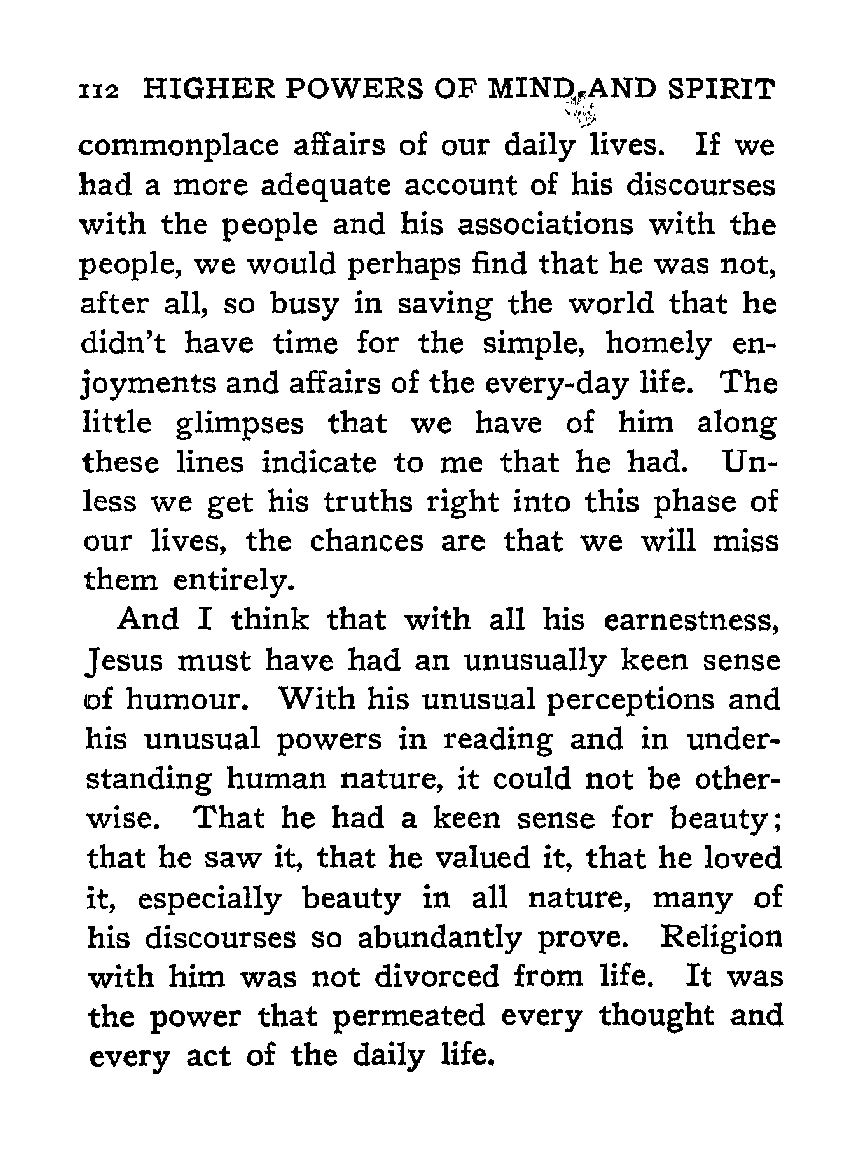 112 HIGHER POWERS OF MIND AND SPIRIT
commonplace affairs of our daily lives. If we
had a more adequate account of his discourses
with the people and his associations with the
people, we would perhaps find that he was not,
after all, so busy in saving the world that he
didn't have time for the simple, homely en-
joyments and affairs of the every-day life. The
little glimpses that we have of him along
these lines indicate to me that he had. Un-
less we get his truths right into this phase of
our lives, the chances are that we will miss
them entirely.
And I think that with all his earnestness,
Jesus must have had an unusually keen sense
of humour. With his unusual perceptions and
his unusual powers in reading and in under-
standing human nature, it could not be other-
wise. That he had a keen sense for beauty;
that he saw it, that he valued it, that he loved
it, especially beauty in all nature, many of
his discourses so abundantly prove. Religion
with him was not divorced from life. It was
the power that permeated every thought and
every act of the daily life.